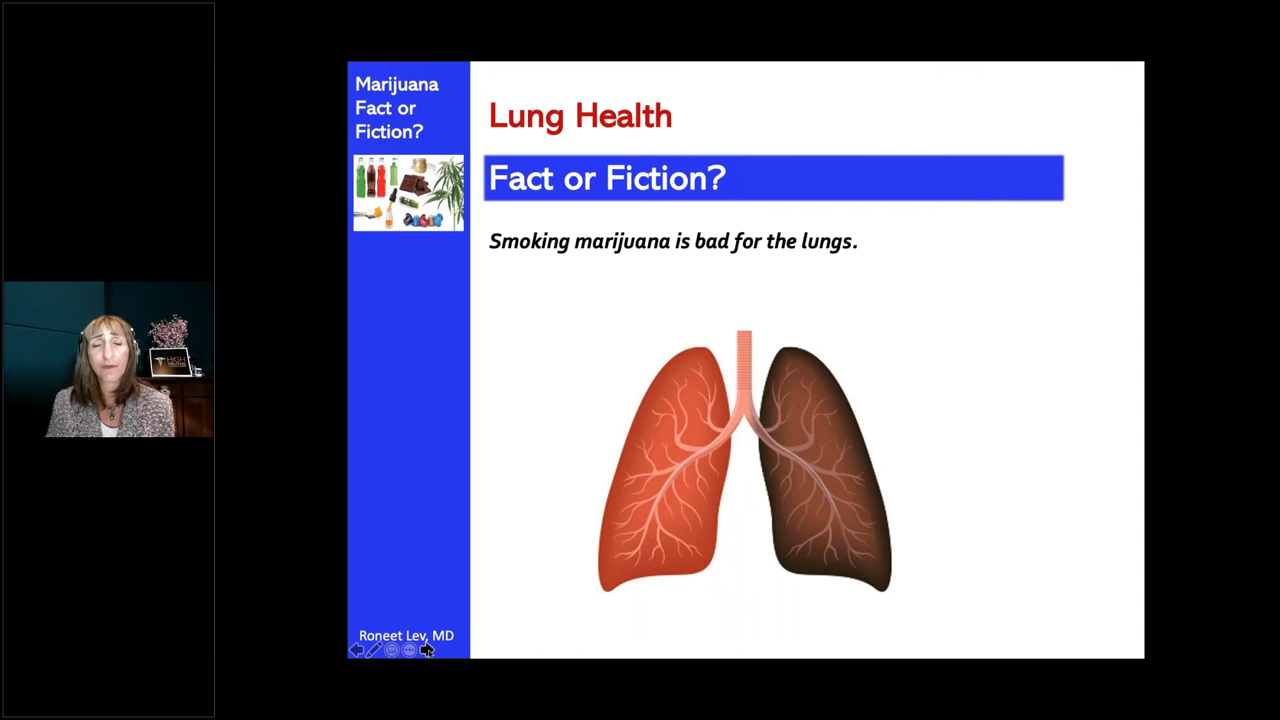 Marijuana
Fact or
Fiction?
Lung Health
Fact or Fiction?
Smoking marijuana is bad for the lungs.
HIGH
Roneet Lev, MD